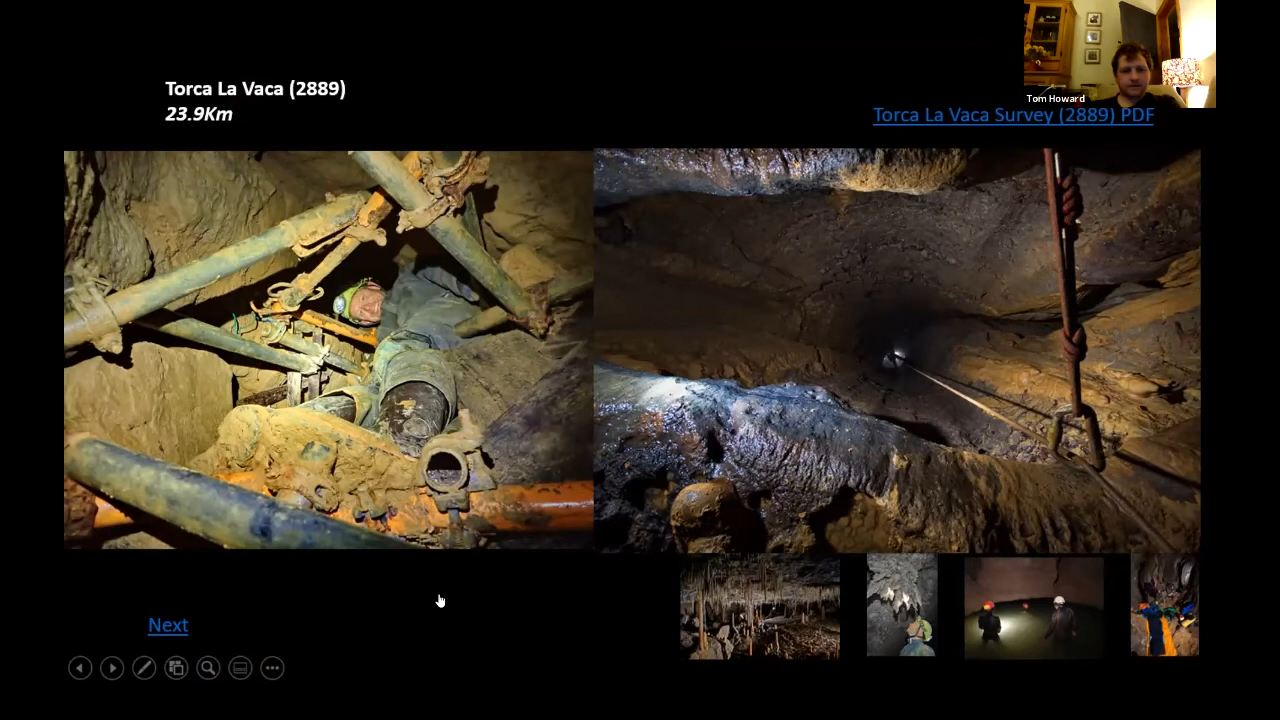 Torca La Vaca (2889)
23.9Km
Tom Howard
Torca La Vaca Survey (2889) PDF
Next